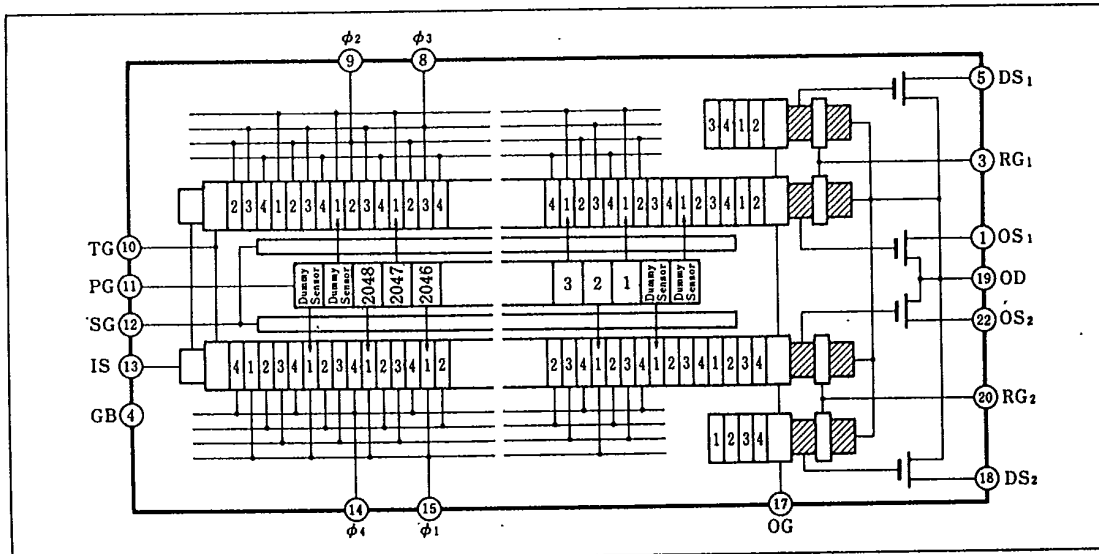 φ2 φ3
9 8
5 DS1
3 4 1 2
3 RG1
2 3 4 1 2 3 4 1 2 3 4 1 2 3 4
4 1 2 3 4 1 2 3 4 1 2 3 4 1 2
TG 10
1 OS1
PG 11
Dummy Sensor Dummy Sensor 2048 2047 2046
3 2 1 Dummy Sensor Dummy Sensor
19 OD
SG 12
22 OS2
IS 13
4 1 2 3 4 1 2 3 4 1 2 3 4 1 2
2 3 4 1 2 3 4 1 2 3 4 1 2 3 4
20 RG2
GB 4
1 2 3 4
18 DS2
14 15 17
φ4 φ1 OG